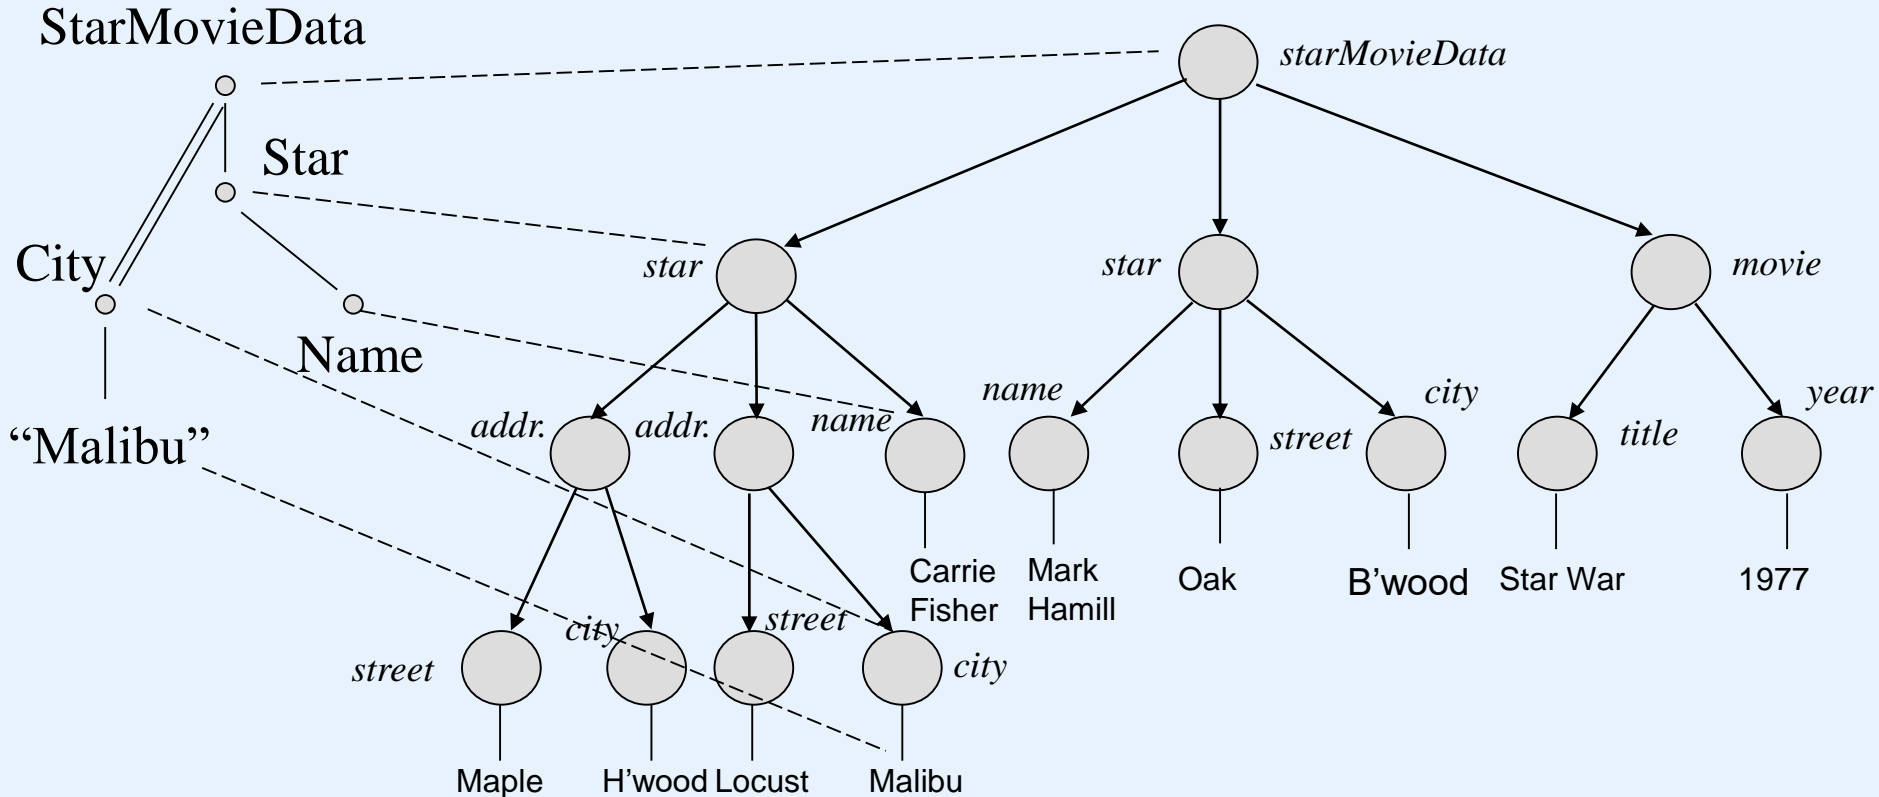 StarMovieData
starMovieData
Star
City
star
star
movie
Name
name
city
year
“Malibu”
addr.
addr.
name
street
title
Carrie
Fisher
Mark
Hamill
Oak
B’wood
Star War
1977
street
city
street
city
Maple
H’wood
Locust
Malibu